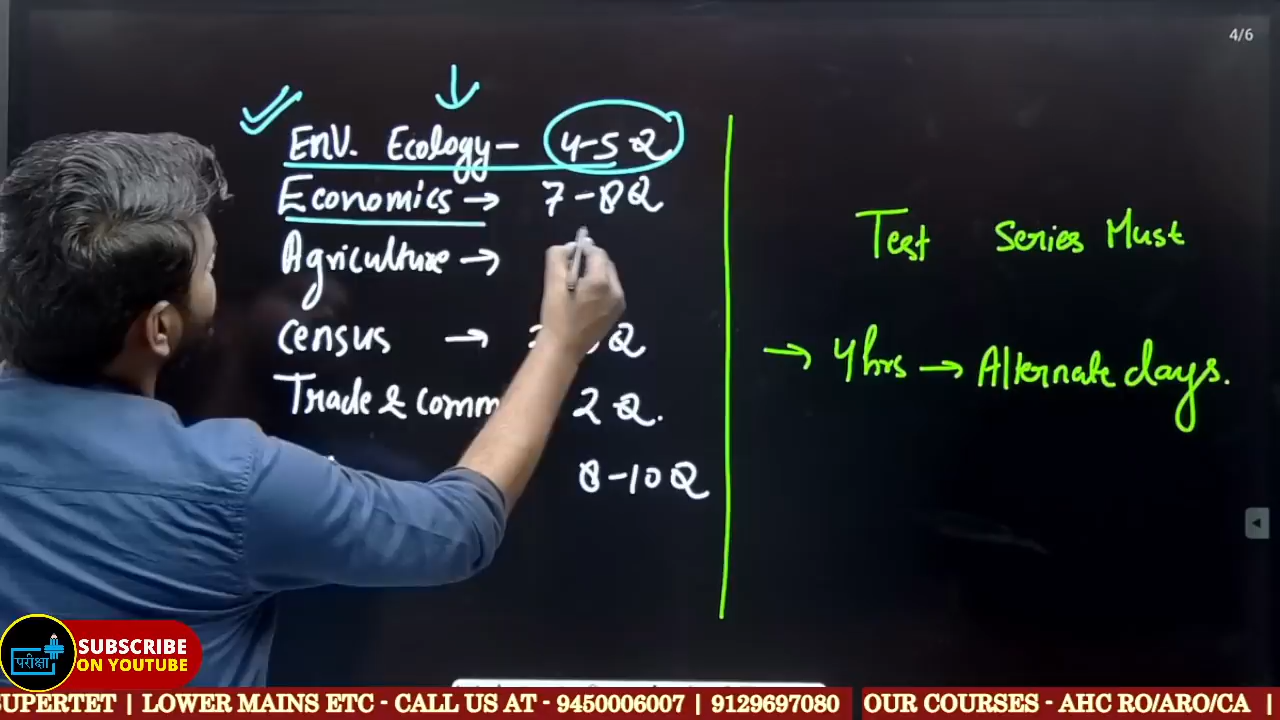 4/6
Env. Ecology - 4-5 Q
Economics → 7-8 Q
Agriculture →
Census → Q
Trade & comm 2 Q.
8-10 Q
Test Series Must
→ 4 hrs → Alternate days.
परीक्षा
SUBSCRIBE
ON YOUTUBE
SUPERTET | LOWER MAINS ETC - CALL US AT - 9450006007 | 9129697080 OUR COURSES - AHC RO/ARO/CA |